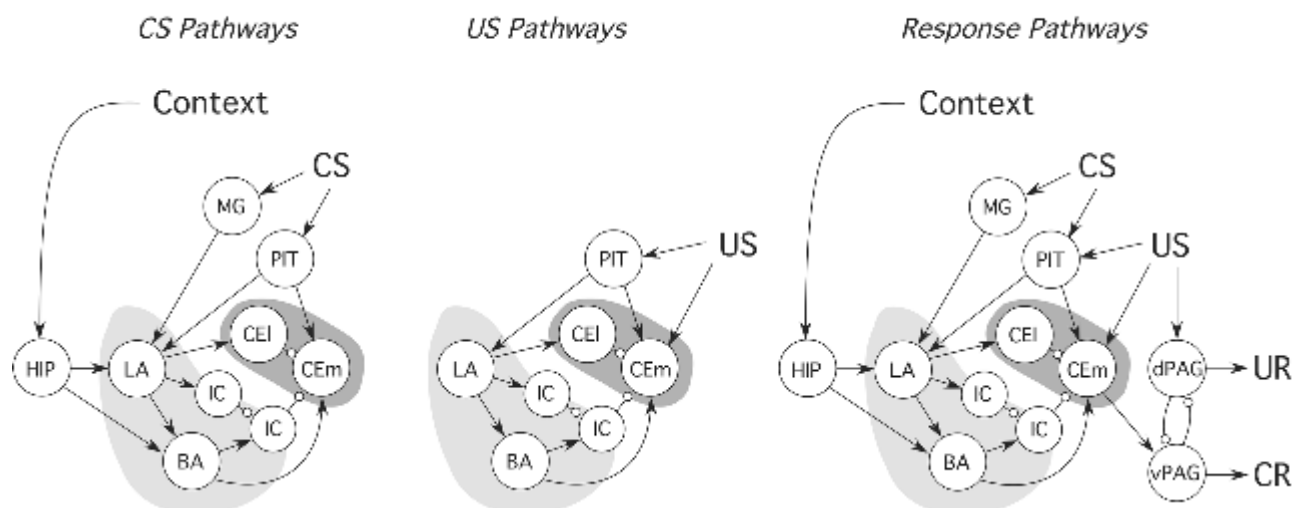 CS Pathways
US Pathways
Response Pathways
Context
CS
MG
PIT
CEl
HIP
LA
CEm
IC
IC
BA
US
PIT
CEl
LA
CEm
IC
IC
BA
Context
CS
MG
US
PIT
CEl
HIP
LA
CEm
dPAG
UR
IC
IC
BA
vPAG
CR